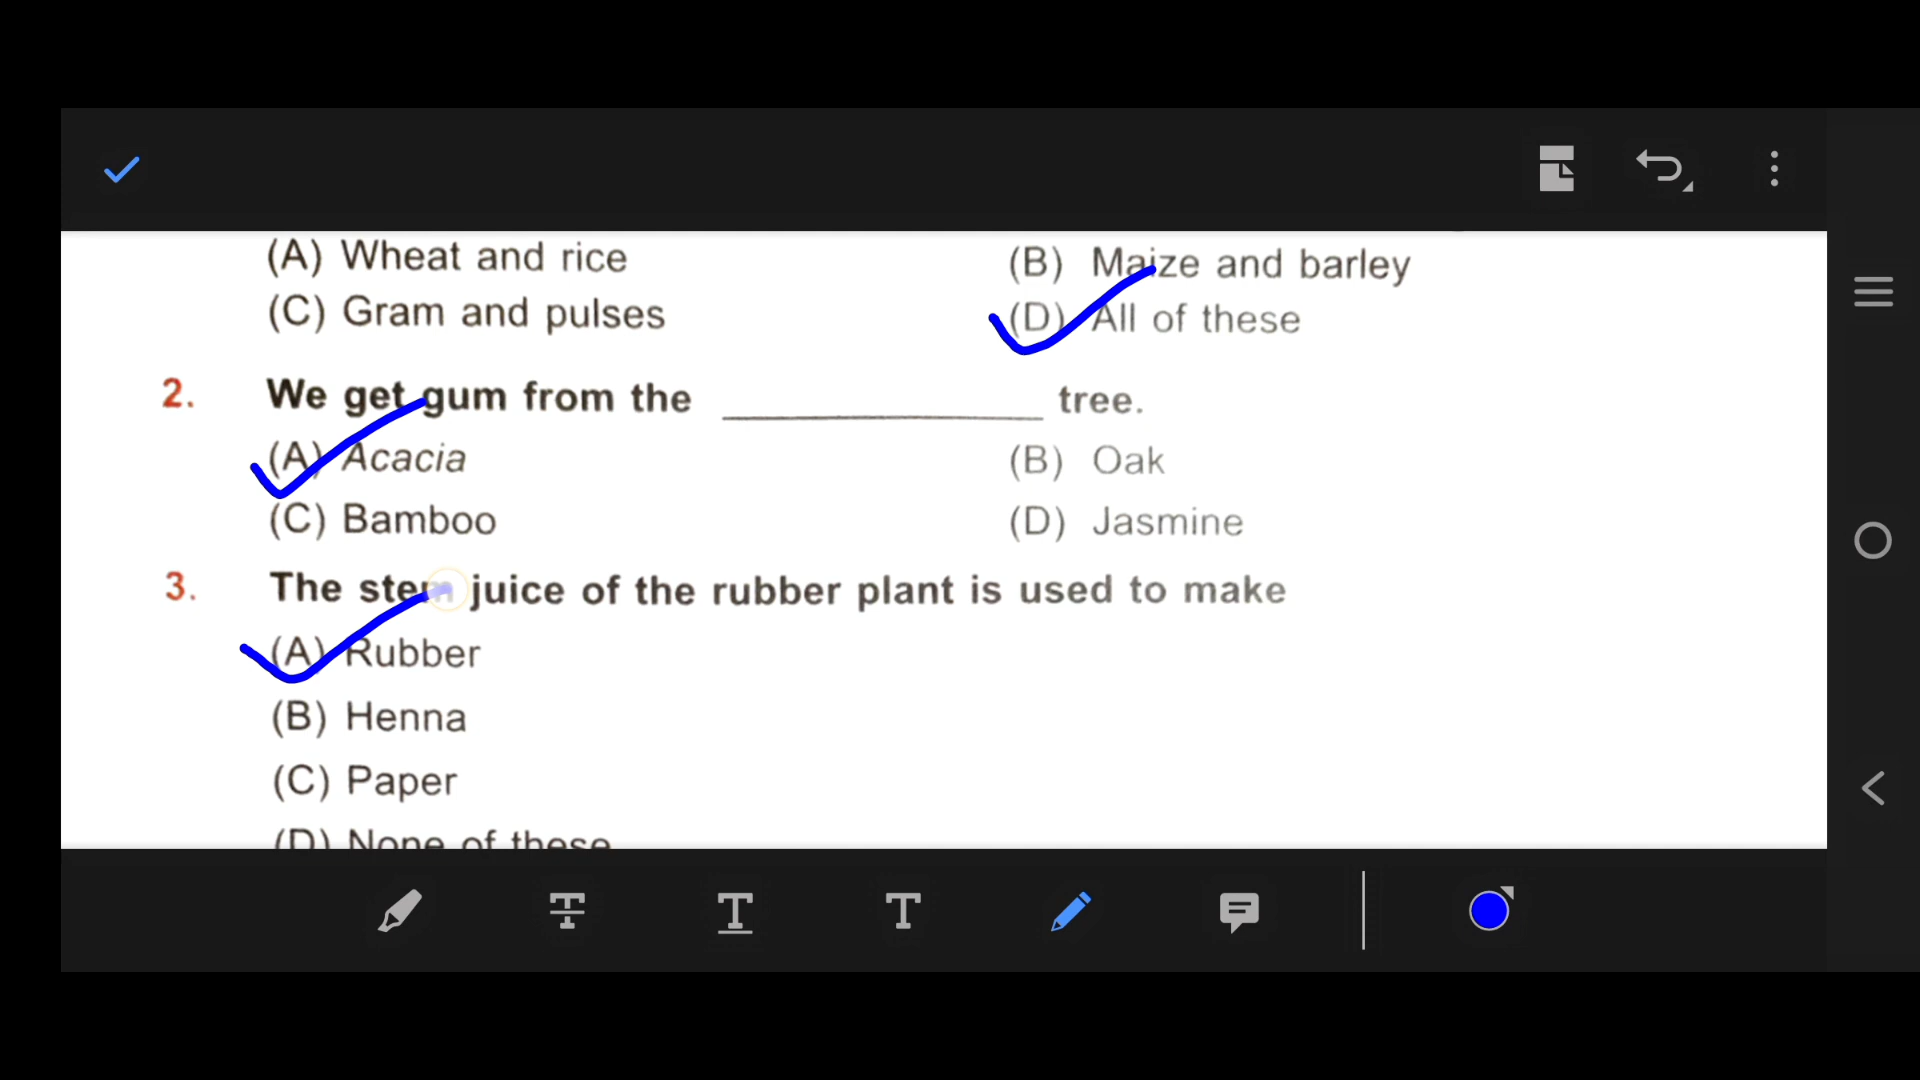 (A) Wheat and rice (B) Maize and barley
(C) Gram and pulses (D) All of these
2. We get gum from the ________ tree.
(A) Acacia (B) Oak
(C) Bamboo (D) Jasmine
3. The stem juice of the rubber plant is used to make
(A) Rubber
(B) Henna
(C) Paper
(D) None of these